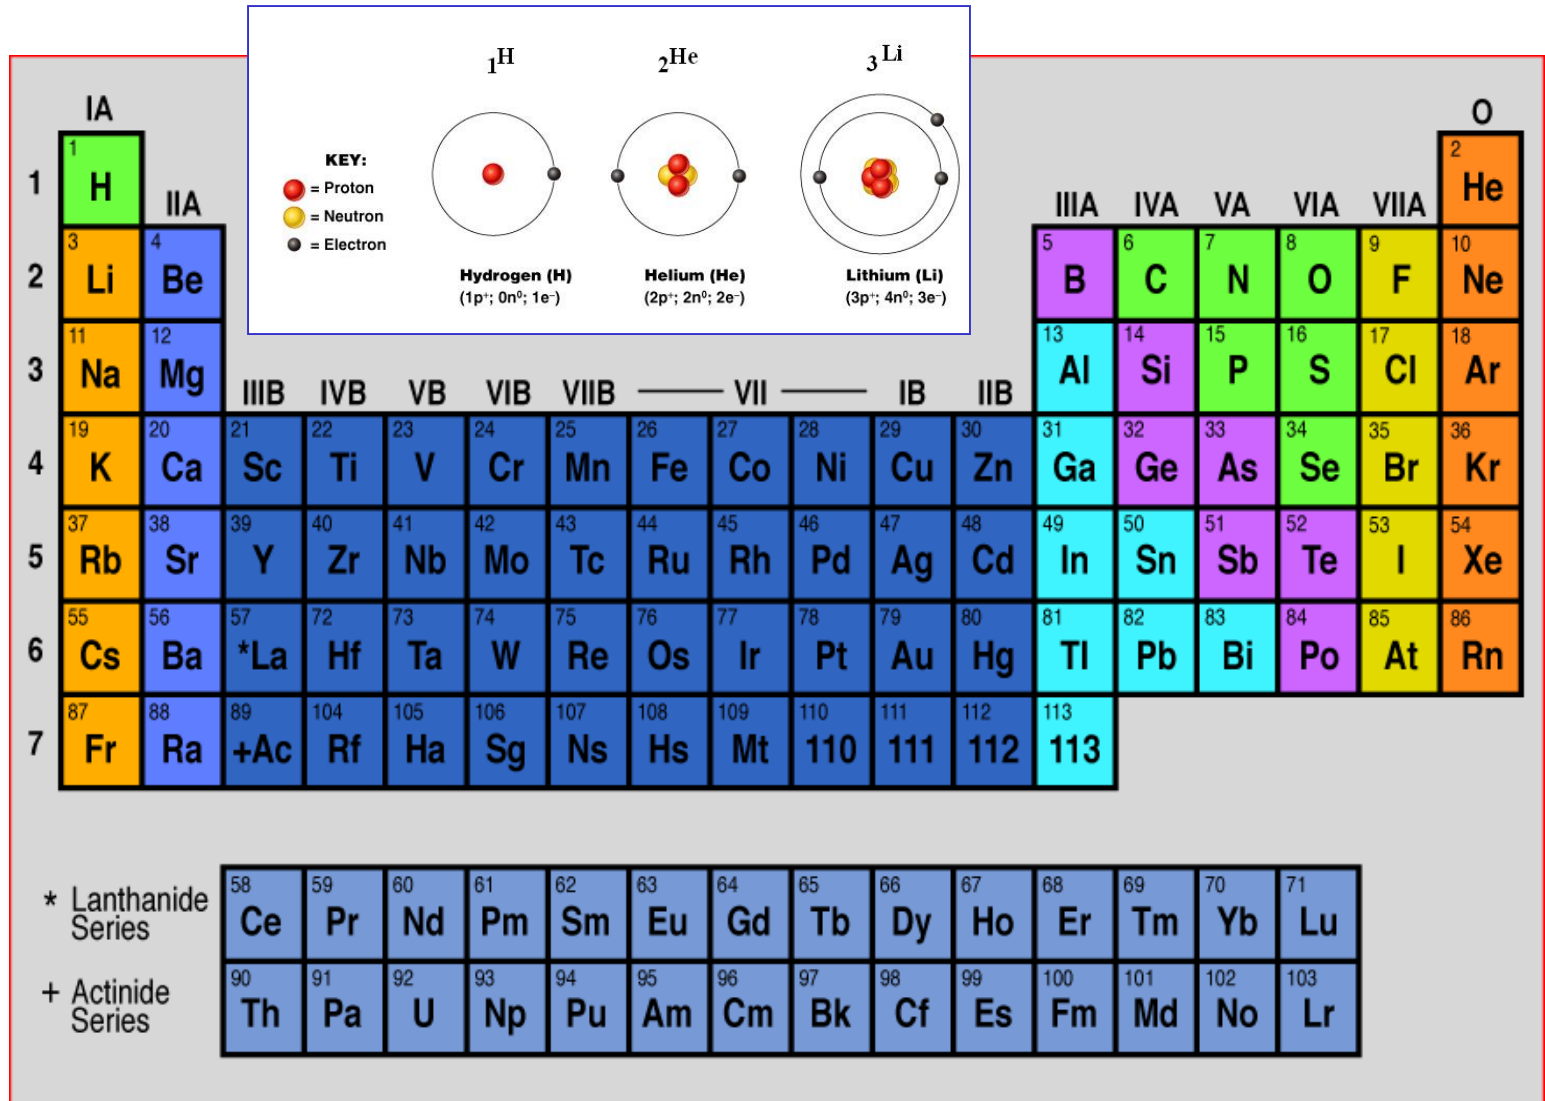 1H 2He 3Li
KEY:
= Proton
= Neutron
= Electron
Hydrogen (H) Helium (He) Lithium (Li)
(1p+; 0n0; 1e–) (2p+; 2n0; 2e–) (3p+; 4n0; 3e–)
IA O
1 2
1 H He
IIA IIIA IVA VA VIA VIIA
3 4 5 6 7 8 9 10
2 Li Be B C N O F Ne
11 12 13 14 15 16 17 18
3 Na Mg Al Si P S Cl Ar
IIIB IVB VB VIB VIIB VII IB IIB
19 20 21 22 23 24 25 26 27 28 29 30 31 32 33 34 35 36
4 K Ca Sc Ti V Cr Mn Fe Co Ni Cu Zn Ga Ge As Se Br Kr
37 38 39 40 41 42 43 44 45 46 47 48 49 50 51 52 53 54
5 Rb Sr Y Zr Nb Mo Tc Ru Rh Pd Ag Cd In Sn Sb Te I Xe
55 56 57 72 73 74 75 76 77 78 79 80 81 82 83 84 85 86
6 Cs Ba *La Hf Ta W Re Os Ir Pt Au Hg Tl Pb Bi Po At Rn
87 88 89 104 105 106 107 108 109 110 111 112 113
7 Fr Ra +Ac Rf Ha Sg Ns Hs Mt 110 111 112 113
* Lanthanide
Series
58 59 60 61 62 63 64 65 66 67 68 69 70 71
Ce Pr Nd Pm Sm Eu Gd Tb Dy Ho Er Tm Yb Lu
+ Actinide
Series
90 91 92 93 94 95 96 97 98 99 100 101 102 103
Th Pa U Np Pu Am Cm Bk Cf Es Fm Md No Lr